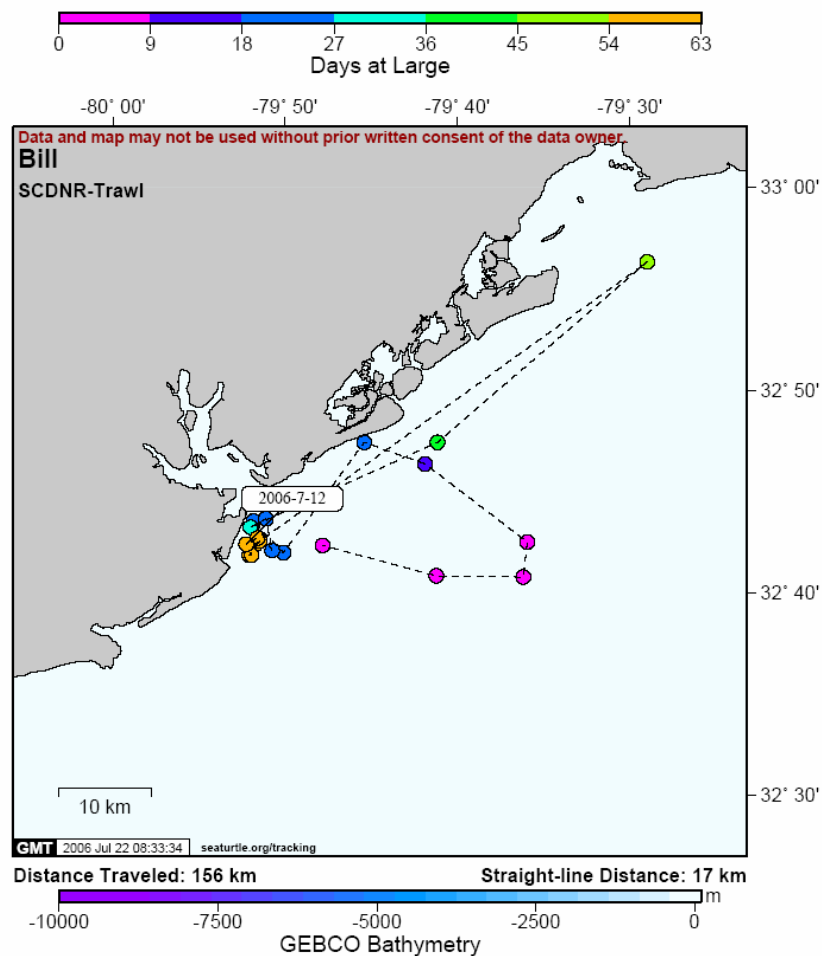 0 9 18 27 36 45 54 63
Days at Large
-80° 00' -79° 50' -79° 40' -79° 30'
Data and map may not be used without prior written consent of the data owner.
Bill
SCDNR-Trawl
33° 00'
32° 50'
2006-7-12
32° 40'
32° 30'
10 km
GMT 2006 Jul 22 08:33:34 seaturtle.org/tracking
Distance Traveled: 156 km Straight-line Distance: 17 km
m
-10000 -7500 -5000 -2500 0
GEBCO Bathymetry